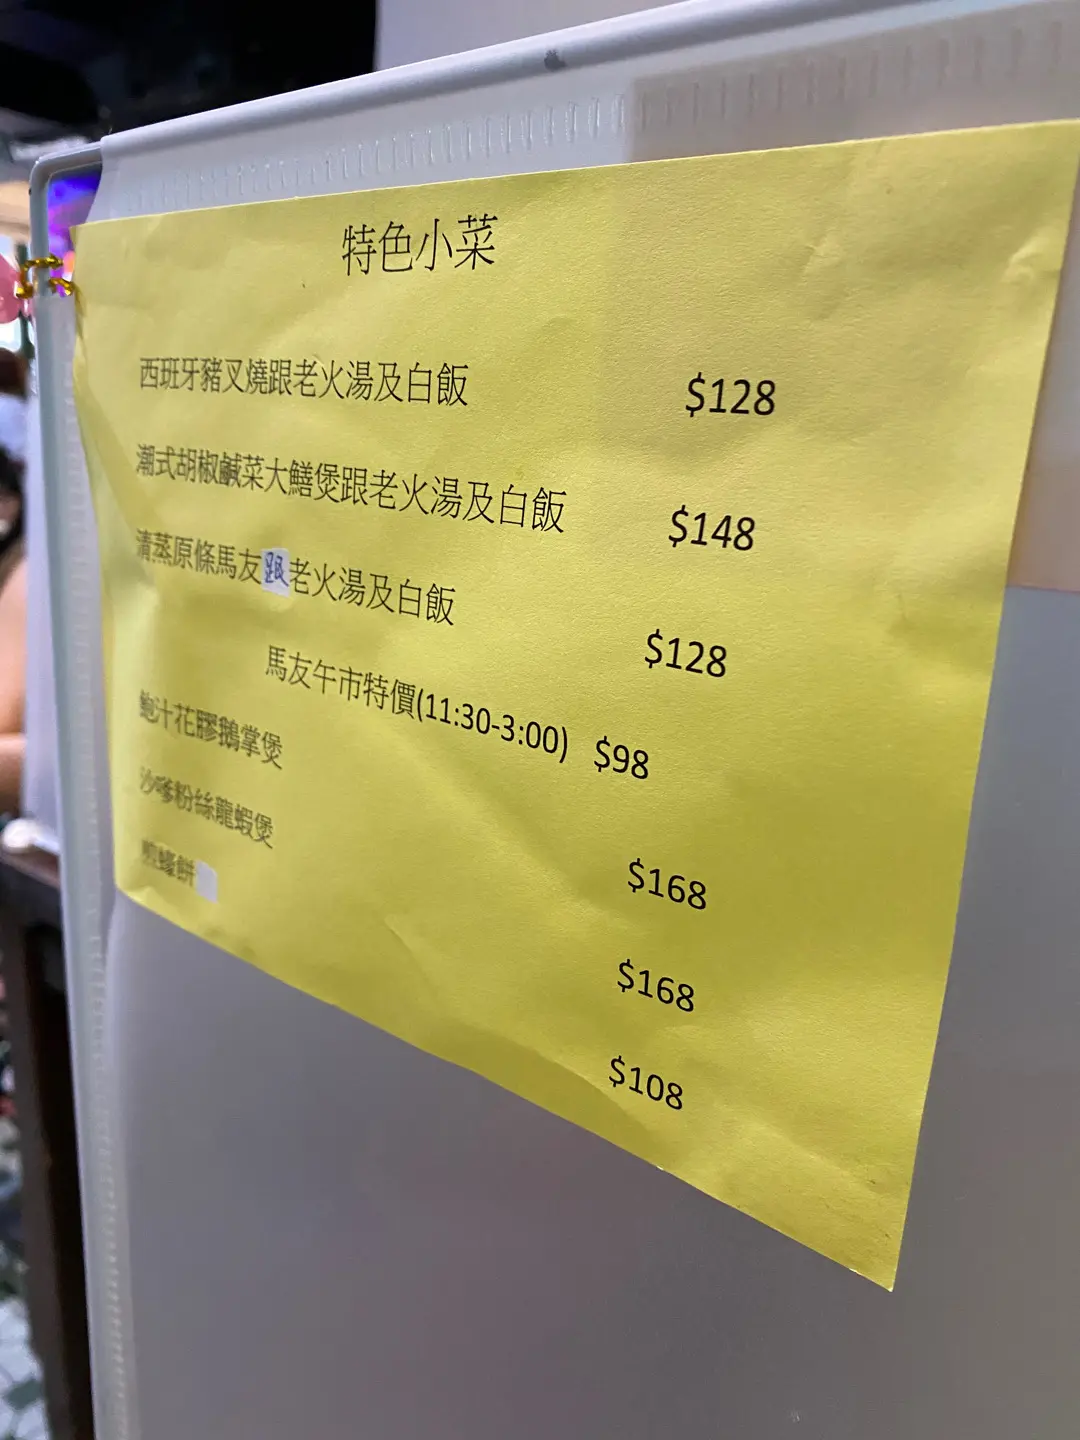 特色小菜
西班牙豬叉燒跟老火湯及白飯 $128
潮式胡椒鹹菜大鱔煲跟老火湯及白飯 $148
清蒸原條馬友跟老火湯及白飯 $128
馬友午市特價(11:30-3:00) $98
鮑汁花膠鵝掌煲 $168
沙嗲粉絲龍蝦煲 $168
煎蠔餅 $108